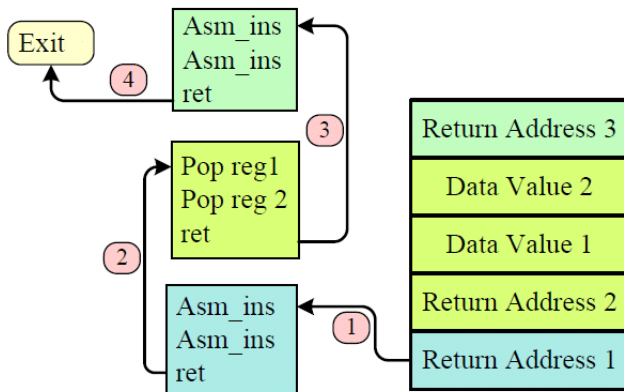 Exit
4
Asm_ins
Asm_ins
ret
3
Pop reg1
Pop reg 2
ret
2
Asm_ins
Asm_ins
ret
1
Return Address 3
Data Value 2
Data Value 1
Return Address 2
Return Address 1